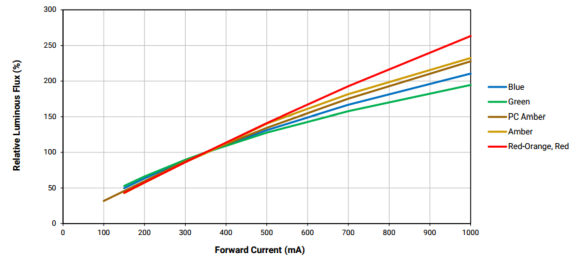 Relative Luminous Flux (%)
300
250
200
150
100
50
0
0 100 200 300 400 500 600 700 800 900 1000
Forward Current (mA)
Blue
Green
PC Amber
Amber
Red-Orange, Red